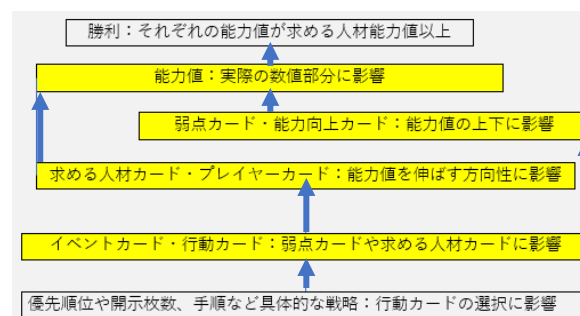 勝利：それぞれの能力値が求める人材能力値以上
能力値：実際の数値部分に影響
弱点カード・能力向上カード：能力値の上下に影響
求める人材カード・プレイヤーカード：能力値を伸ばす方向性に影響
イベントカード・行動カード：弱点カードや求める人材カードに影響
優先順位や開示枚数、手順など具体的な戦略：行動カードの選択に影響